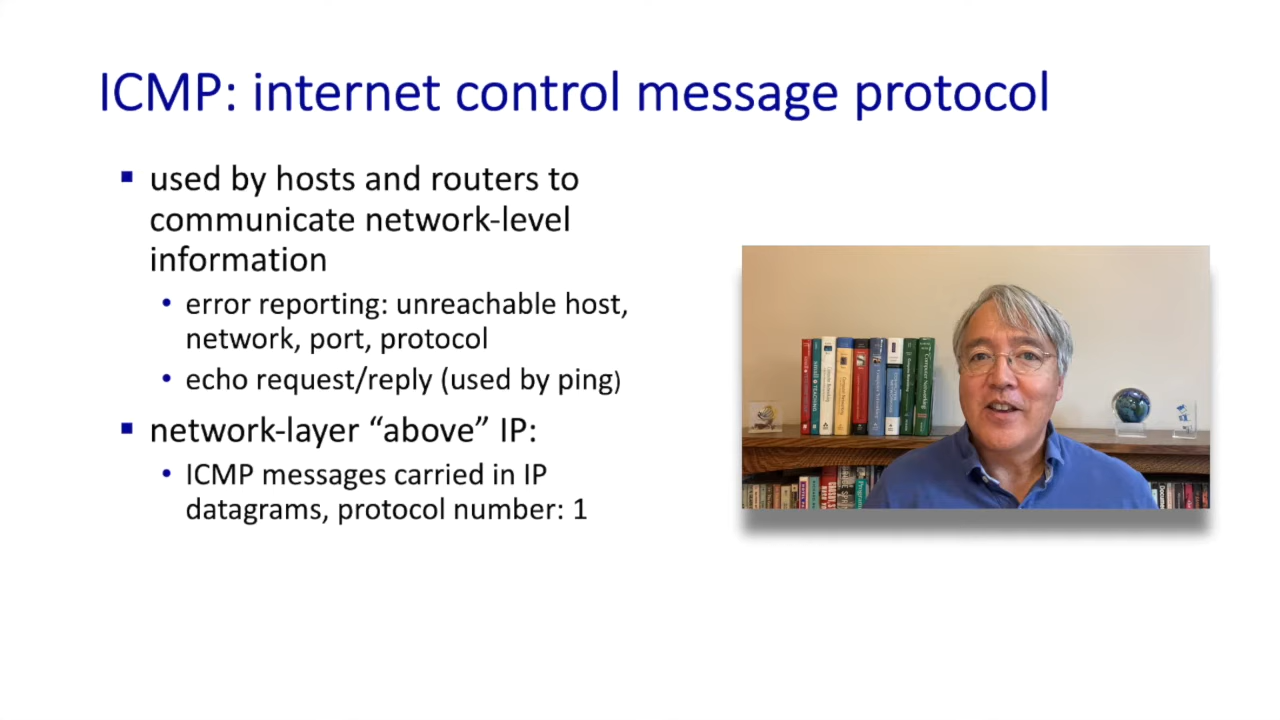 ICMP: internet control message protocol
▪ used by hosts and routers to
communicate network-level
information
• error reporting: unreachable host,
network, port, protocol
• echo request/reply (used by ping)
▪ network-layer “above” IP:
• ICMP messages carried in IP
datagrams, protocol number: 1
Computer Networking